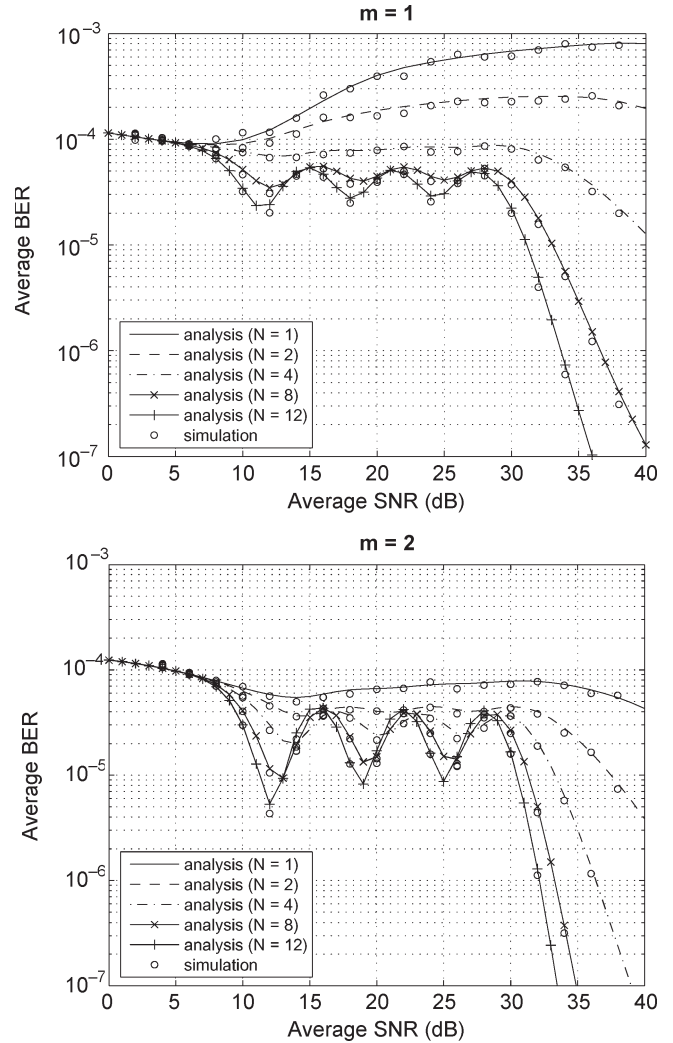 m = 1
10^-3
10^-4
10^-5
10^-6
10^-7
Average BER
analysis (N = 1)
analysis (N = 2)
analysis (N = 4)
analysis (N = 8)
analysis (N = 12)
simulation
0 5 10 15 20 25 30 35 40
Average SNR (dB)
m = 2
10^-3
10^-4
10^-5
10^-6
10^-7
Average BER
analysis (N = 1)
analysis (N = 2)
analysis (N = 4)
analysis (N = 8)
analysis (N = 12)
simulation
0 5 10 15 20 25 30 35 40
Average SNR (dB)